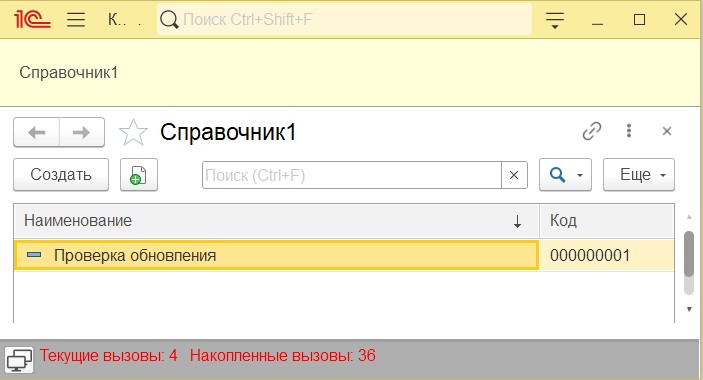 1С К.. .. Поиск Ctrl+Shift+F
Справочник1
Справочник1
Создать Поиск (Ctrl+F) Еще
Наименование Код
Проверка обновления 000000001
Текущие вызовы: 4 Накопленные вызовы: 36